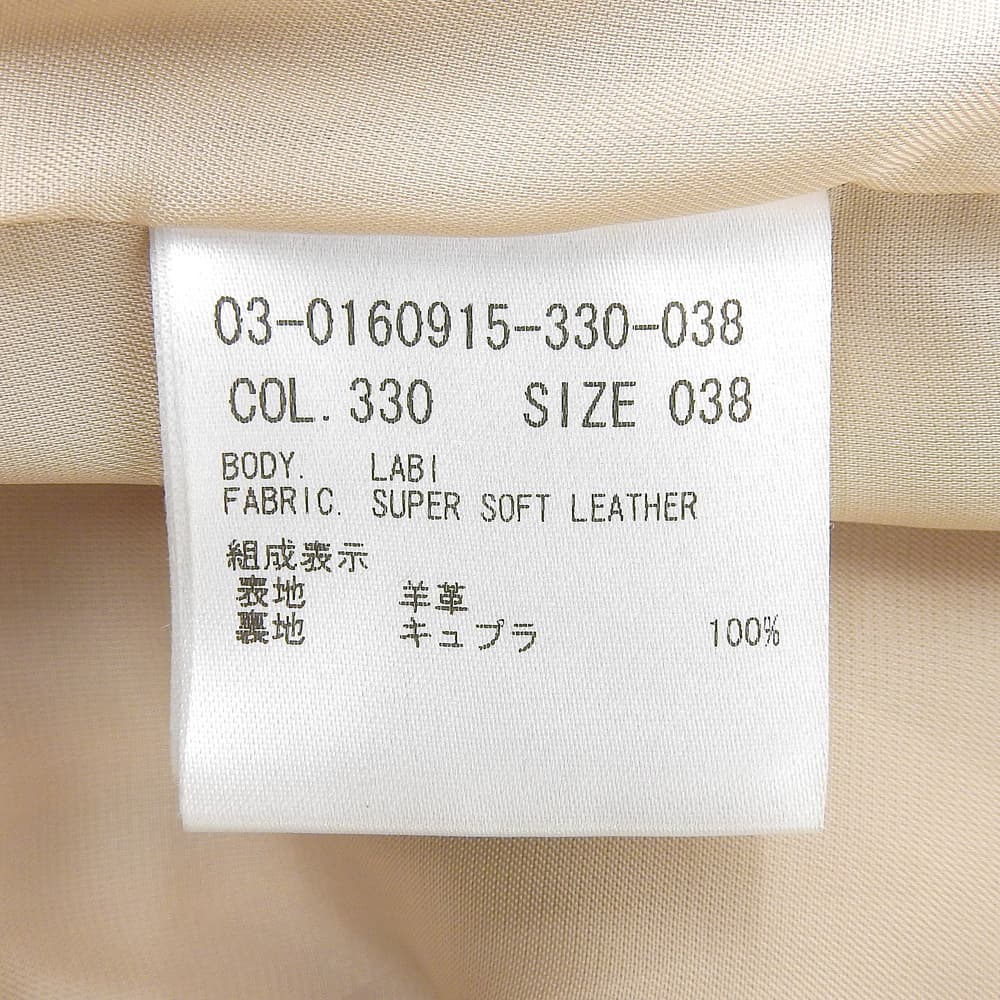 03-0160915-330-038
COL. 330 SIZE 038
BODY. LABI
FABRIC. SUPER SOFT LEATHER
組成表示
表地 羊革
裏地 キュプラ 100%